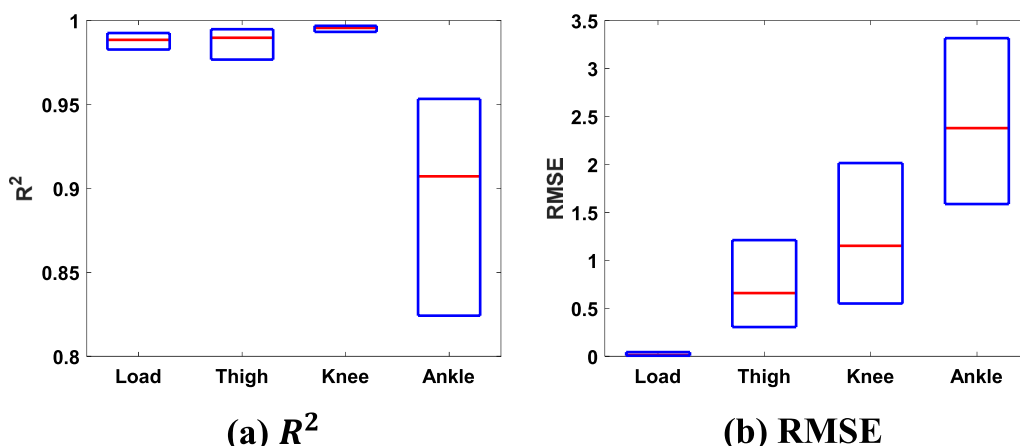 1
0.95
0.9
0.85
0.8
R²
Load Thigh Knee Ankle
(a) R²
3.5
3
2.5
2
1.5
1
0.5
0
RMSE
Load Thigh Knee Ankle
(b) RMSE